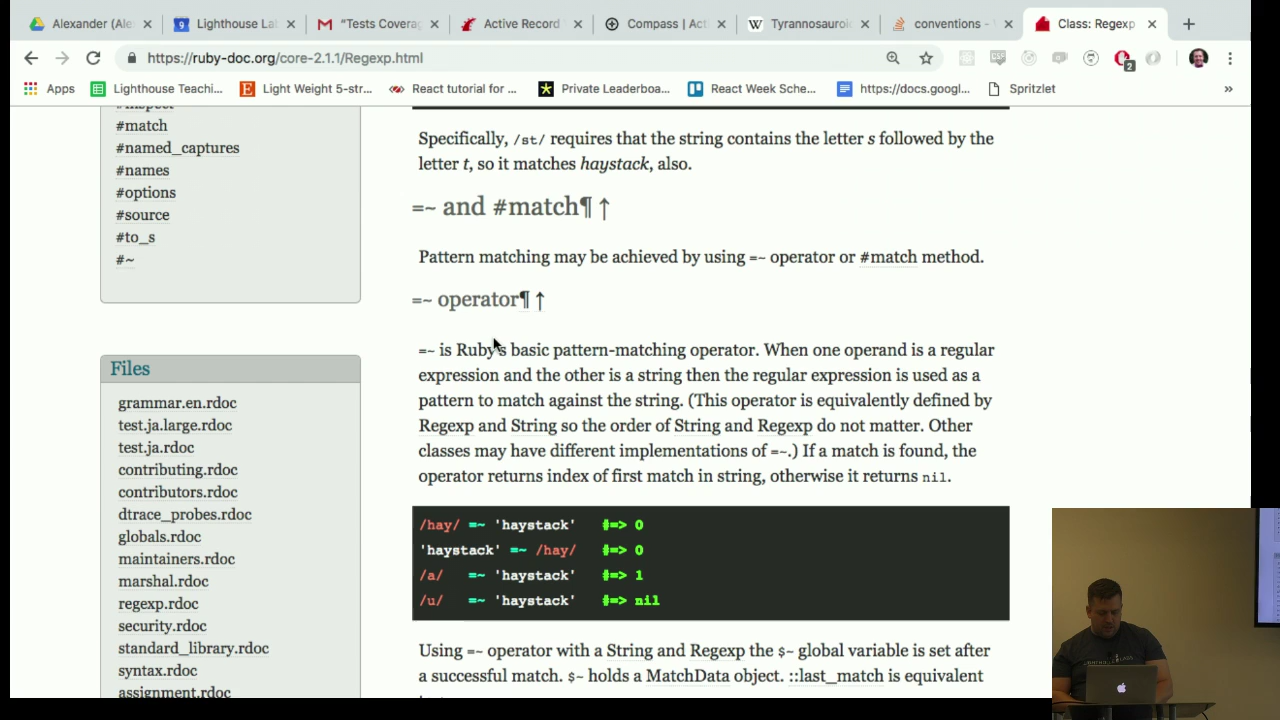 Alexander (Ale
Lighthouse La
"Tests Covera
Active Record
Compass | Act
Tyrannosauroi
conventions -
Class: Regexp
https://ruby-doc.org/core-2.1.1/Regexp.html
2
Apps
Lighthouse Teachi...
Light Weight 5-str...
React tutorial for ...
Private Leaderboa...
React Week Sche...
https://docs.googl...
Spritzlet
»
#inspect
#match
#named_captures
#names
#options
#source
#to_s
#~
Files
grammar.en.rdoc
test.ja.large.rdoc
test.ja.rdoc
contributing.rdoc
contributors.rdoc
dtrace_probes.rdoc
globals.rdoc
maintainers.rdoc
marshal.rdoc
regexp.rdoc
security.rdoc
standard_library.rdoc
syntax.rdoc
assignment.rdoc
Specifically, /st/ requires that the string contains the letter s followed by the
letter t, so it matches haystack, also.
=~ and #match¶ ↑
Pattern matching may be achieved by using =~ operator or #match method.
=~ operator¶ ↑
=~ is Ruby's basic pattern-matching operator. When one operand is a regular
expression and the other is a string then the regular expression is used as a
pattern to match against the string. (This operator is equivalently defined by
Regexp and String so the order of String and Regexp do not matter. Other
classes may have different implementations of =~.) If a match is found, the
operator returns index of first match in string, otherwise it returns nil.
/hay/ =~ 'haystack' #=> 0
'haystack' =~ /hay/ #=> 0
/a/ =~ 'haystack' #=> 1
/u/ =~ 'haystack' #=> nil
Using =~ operator with a String and Regexp the $~ global variable is set after
a successful match. $~ holds a MatchData object. ::last_match is equivalent